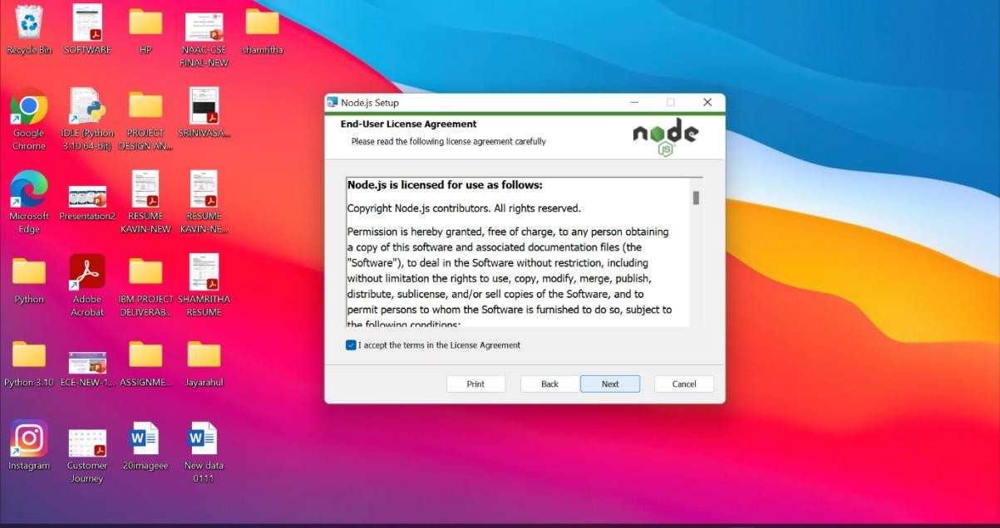 Recycle Bin
SOFTWARE
HP
NAAC-CSE
FINAL-NEW
shamritha
Google
Chrome
IDLE (Python
3.10 64-bit)
PROJECT
DESIGN AN...
SRINIVASA...
Microsoft
Edge
Presentation2
RESUME
KAVIN-NEW
RESUME
KAVIN-NE...
Python
Adobe
Acrobat
IBM PROJECT
DELIVERAB...
SHAMRITHA
RESUME
Python 3.10
ECE-NEW-1...
ASSIGNME...
Jayarahul
Instagram
Customer
Journey
20imageee
New data
0111
Node.js Setup
End-User License Agreement
Please read the following license agreement carefully
node
JS
Node.js is licensed for use as follows:
Copyright Node.js contributors. All rights reserved.
Permission is hereby granted, free of charge, to any person obtaining
a copy of this software and associated documentation files (the
"Software"), to deal in the Software without restriction, including
without limitation the rights to use, copy, modify, merge, publish,
distribute, sublicense, and/or sell copies of the Software, and to
permit persons to whom the Software is furnished to do so, subject to
the following conditions:
I accept the terms in the License Agreement
Print
Back
Next
Cancel